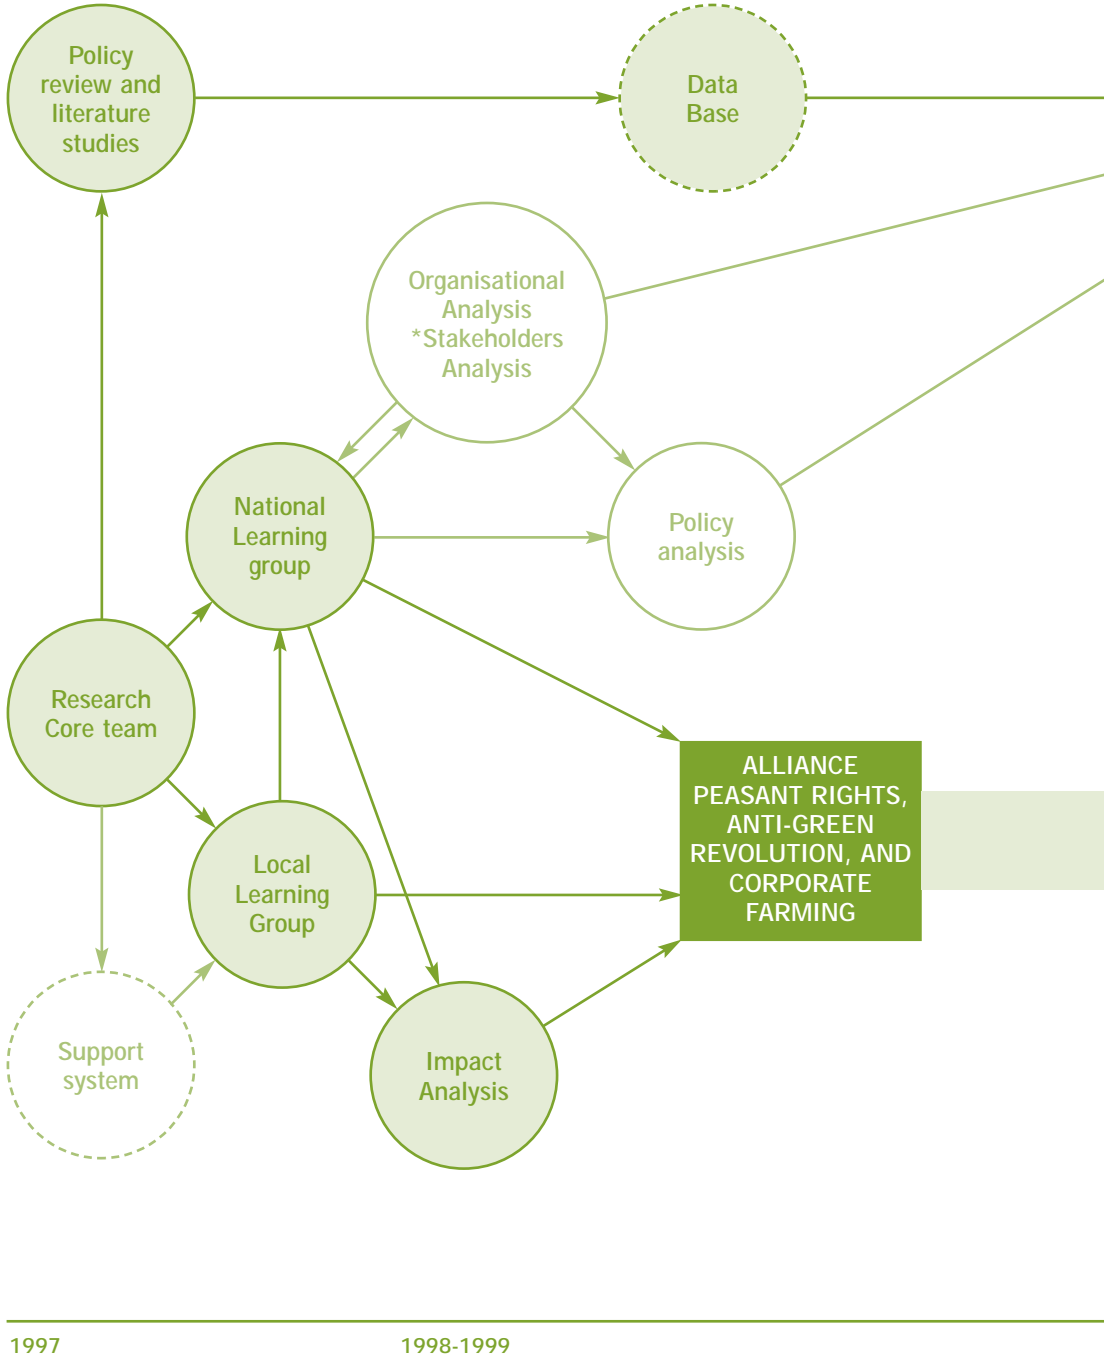 Policy
review and
literature
studies
Data
Base
Organisational
Analysis
*Stakeholders
Analysis
National
Learning
group
Policy
analysis
Research
Core team
ALLIANCE
PEASANT RIGHTS,
ANTI-GREEN
REVOLUTION, AND
CORPORATE
FARMING
Local
Learning
Group
Support
system
Impact
Analysis
1997
1998-1999